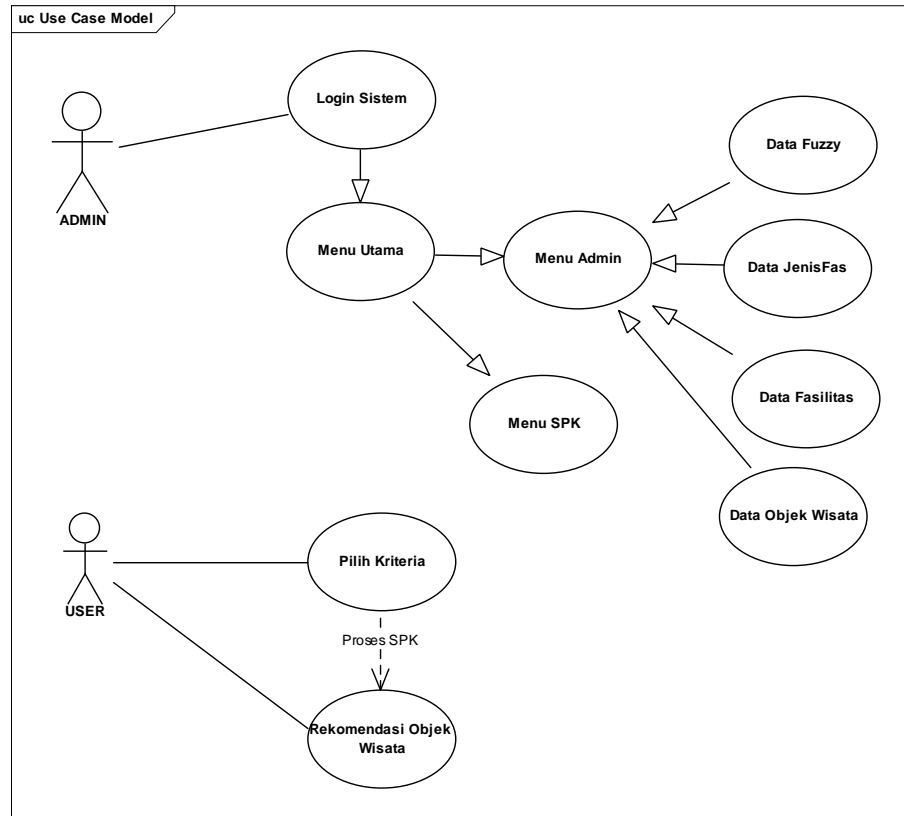 uc Use Case Model
Login Sistem
Data Fuzzy
ADMIN
Menu Utama
Menu Admin
Data JenisFas
Data Fasilitas
Menu SPK
Data Objek Wisata
Pilih Kriteria
USER
Proses SPK
Rekomendasi Objek
Wisata